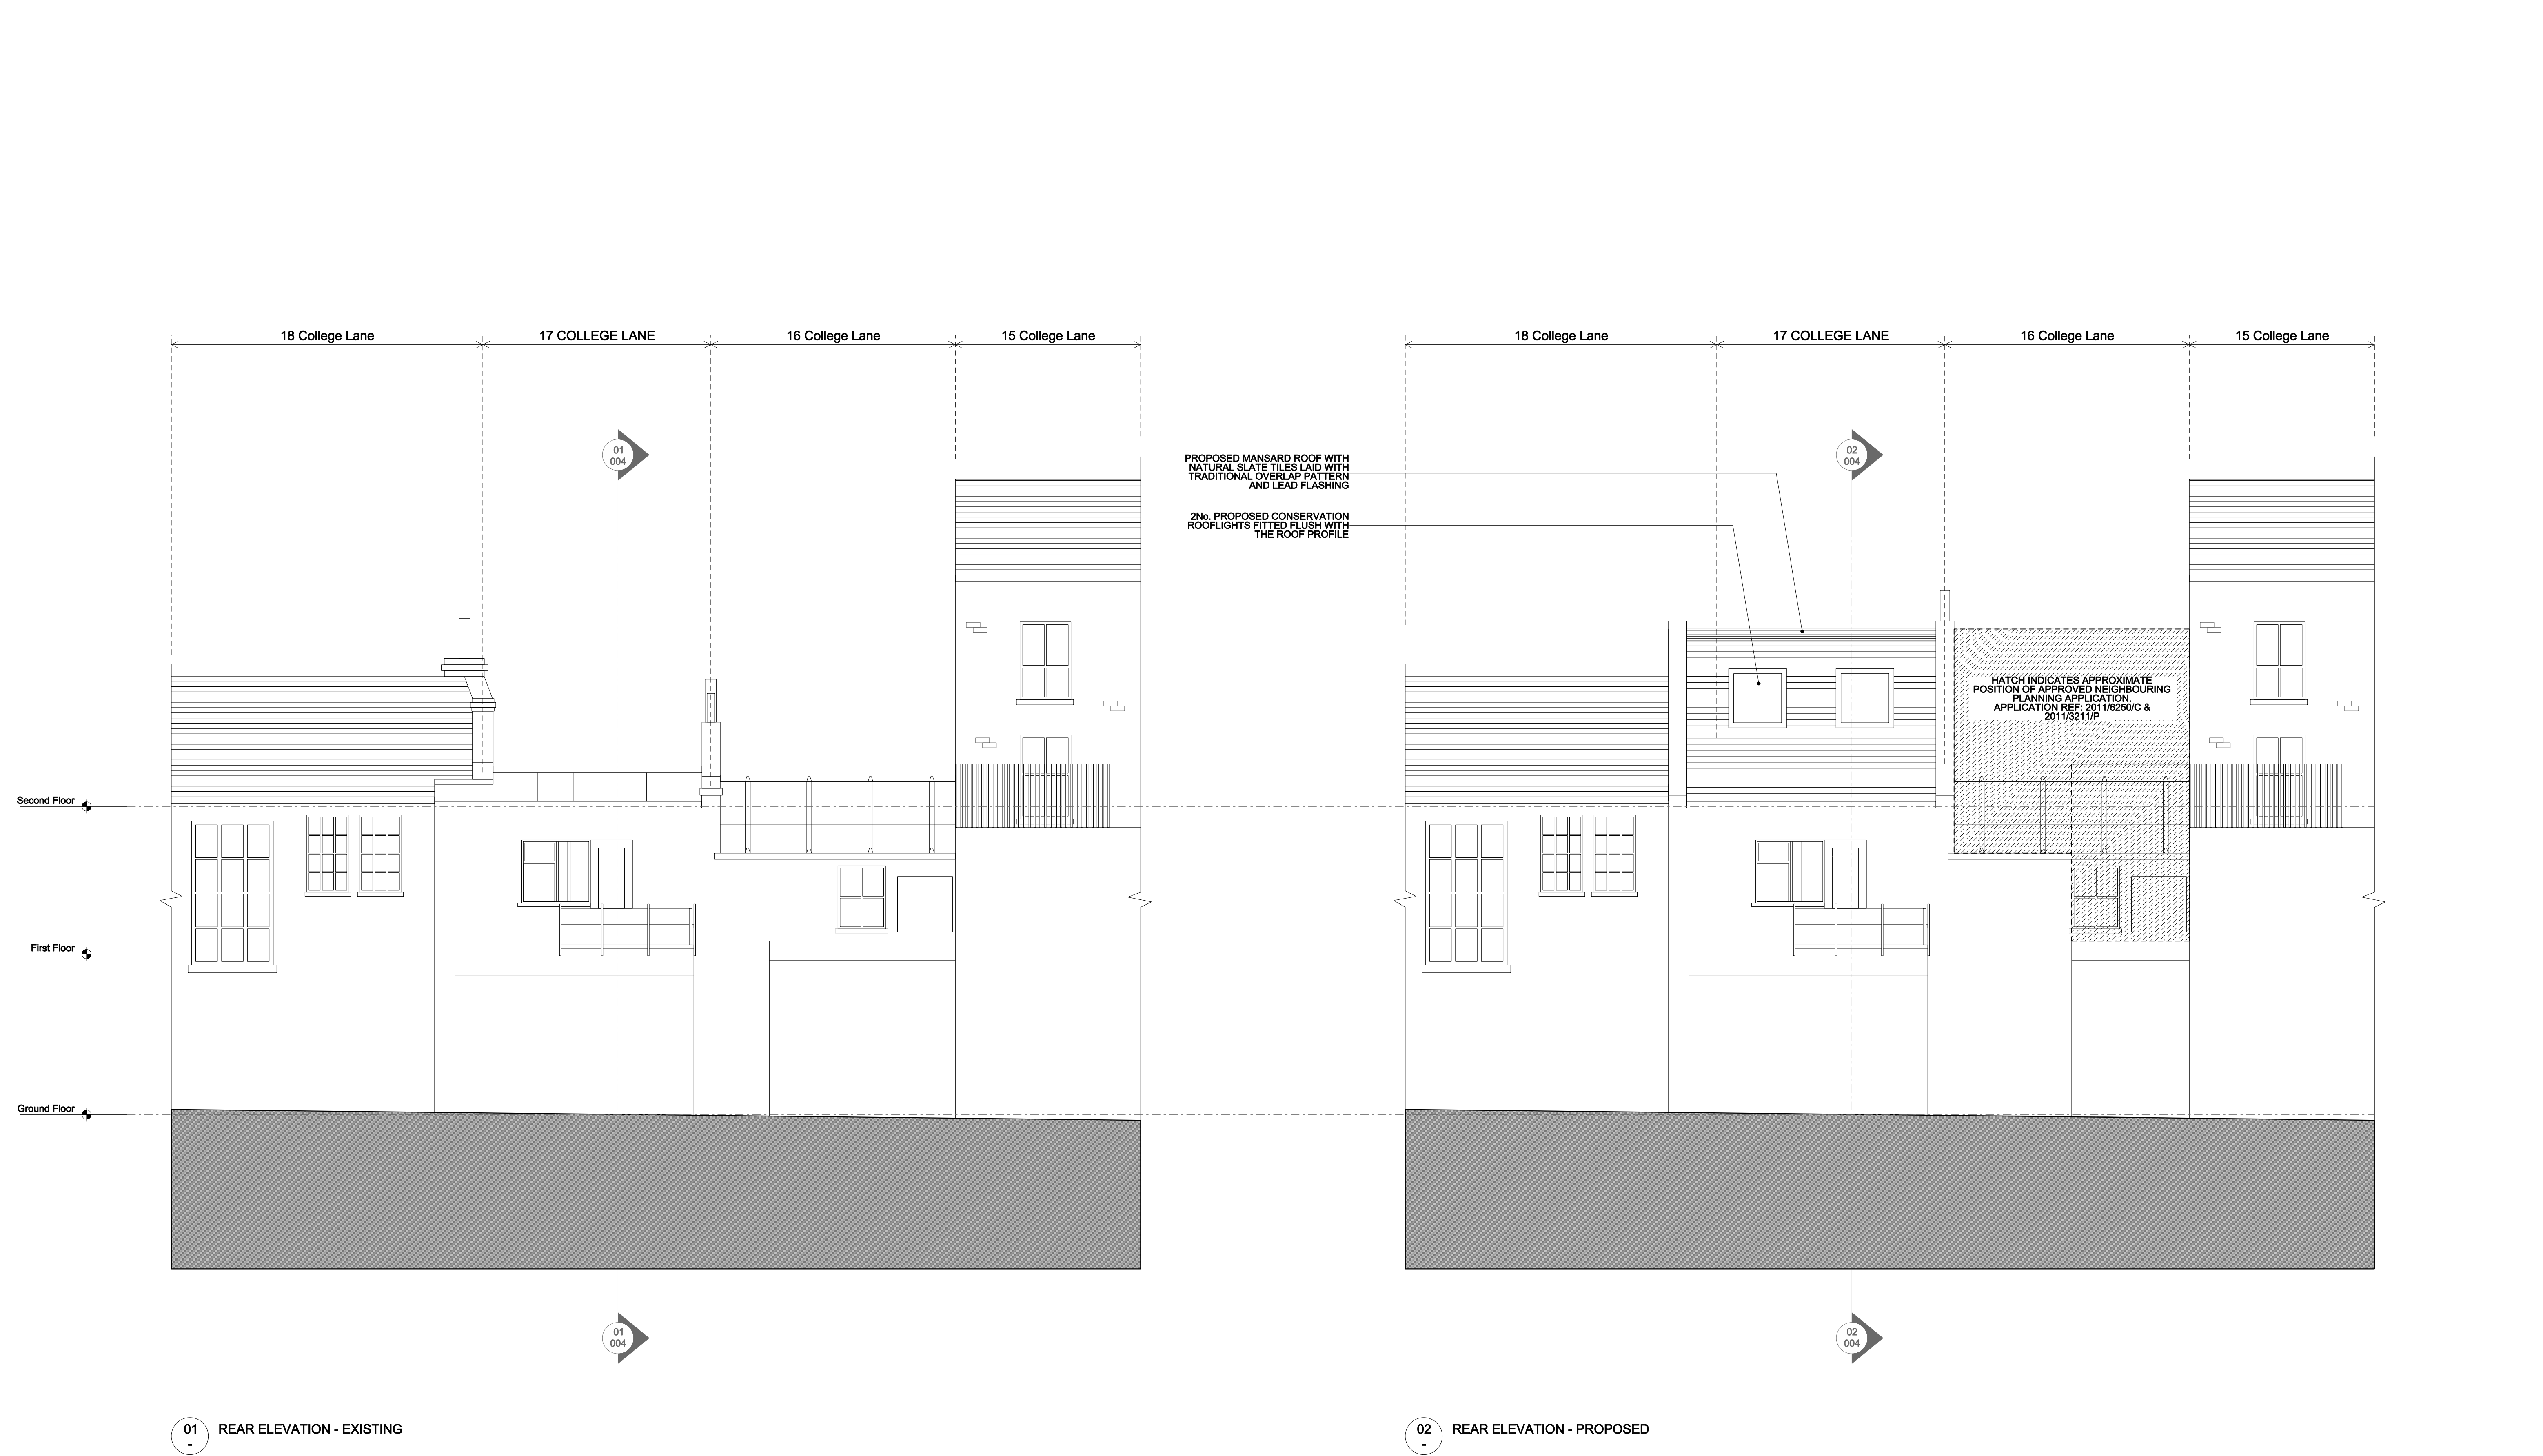 18 College Lane
17 COLLEGE LANE
16 College Lane
15 College Lane
18 College Lane
17 COLLEGE LANE
16 College Lane
15 College Lane
01
004
02
004
PROPOSED MANSARD ROOF WITH
NATURAL SLATE TILES LAID WITH
TRADITIONAL OVERLAP PATTERN
AND LEAD FLASHING
2No. PROPOSED CONSERVATION
ROOFLIGHTS FITTED FLUSH WITH
THE ROOF PROFILE
HATCH INDICATES APPROXIMATE
POSITION OF APPROVED NEIGHBOURING
PLANNING APPLICATION.
APPLICATION REF: 2011/6250/C &
2011/3211/P
Second Floor
First Floor
Ground Floor
01
004
02
004
01
-
REAR ELEVATION - EXISTING
02
-
REAR ELEVATION - PROPOSED